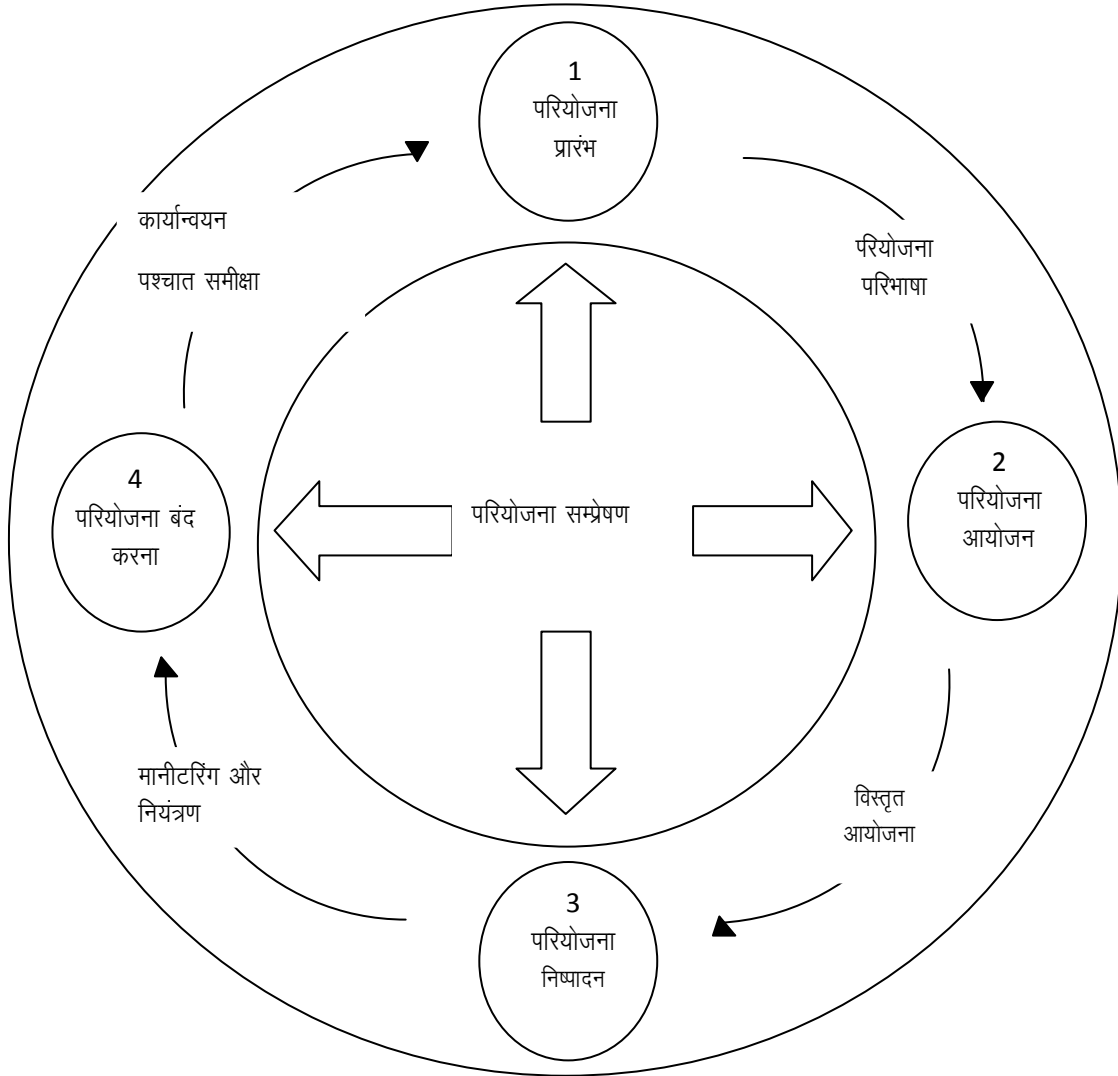 1
परियोजना
प्रारंभ
कार्यान्वयन
पश्चात समीक्षा
परियोजना
परिभाषा
4
परियोजना बंद
करना
परियोजना सम्प्रेषण
2
परियोजना
आयोजन
मानीटरिंग और
नियंत्रण
विस्तृत
आयोजना
3
परियोजना
निष्पादन